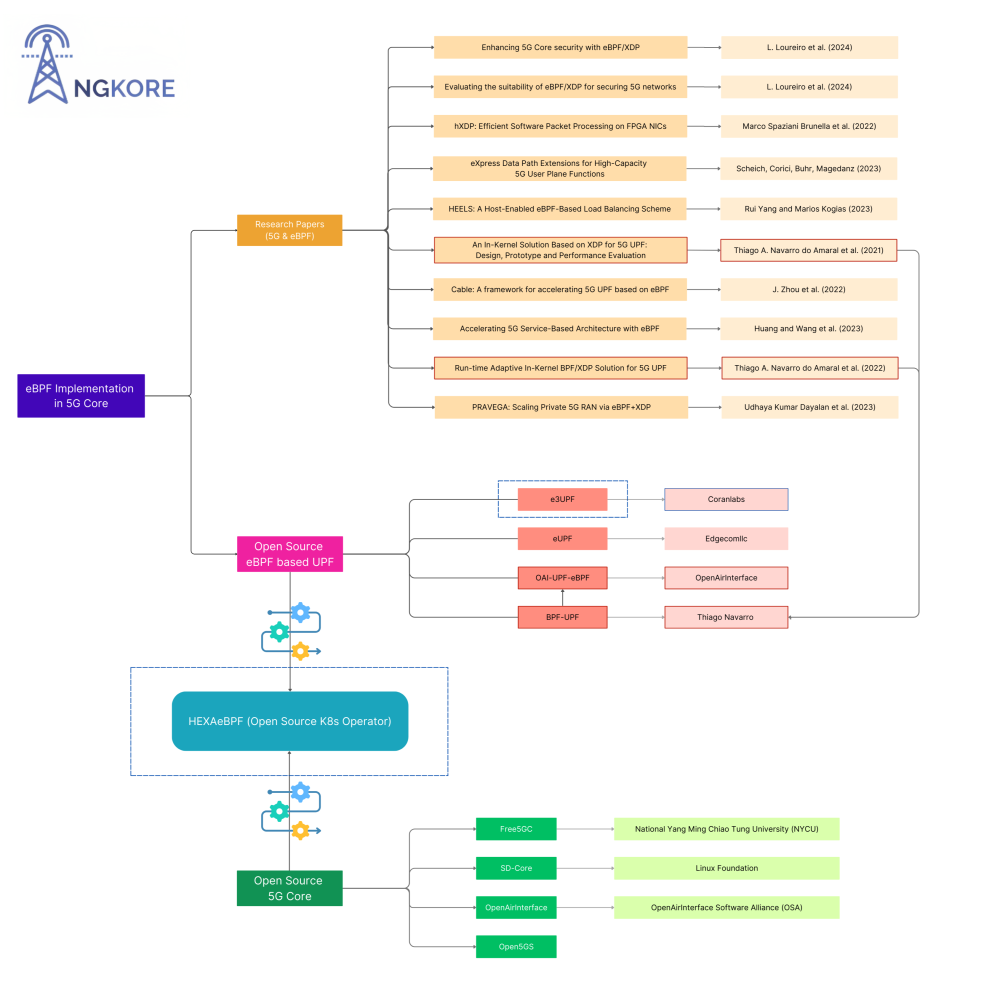 NGKORE
Enhancing 5G Core security with eBPF/XDP
L. Loureiro et al. (2024)
Evaluating the suitability of eBPF/XDP for securing 5G networks
L. Loureiro et al. (2024)
hXDP: Efficient Software Packet Processing on FPGA NICs
Marco Spaziani Brunella et al. (2022)
eXpress Data Path Extensions for High-Capacity
5G User Plane Functions
Scheich, Corici, Buhr, Magedanz (2023)
HEELS: A Host-Enabled eBPF-Based Load Balancing Scheme
Rui Yang and Marios Kogias (2023)
Research Papers
(5G & eBPF)
An In-Kernel Solution Based on XDP for 5G UPF:
Design, Prototype and Performance Evaluation
Thiago A. Navarro do Amaral et al. (2021)
Cable: A framework for accelerating 5G UPF based on eBPF
J. Zhou et al. (2022)
Accelerating 5G Service-Based Architecture with eBPF
Huang and Wang et al. (2023)
Run-time Adaptive In-Kernel BPF/XDP Solution for 5G UPF
Thiago A. Navarro do Amaral et al. (2022)
PRAVEGA: Scaling Private 5G RAN via eBPF+XDP
Udhaya Kumar Dayalan et al. (2023)
eBPF Implementation
in 5G Core
e3UPF
Coranlabs
eUPF
Edgecomllc
Open Source
eBPF based UPF
OAI-UPF-eBPF
OpenAirInterface
BPF-UPF
Thiago Navarro
HEXAeBPF (Open Source K8s Operator)
Free5GC
National Yang Ming Chiao Tung University (NYCU)
SD-Core
Linux Foundation
Open Source
5G Core
OpenAirInterface
OpenAirInterface Software Alliance (OSA)
Open5GS